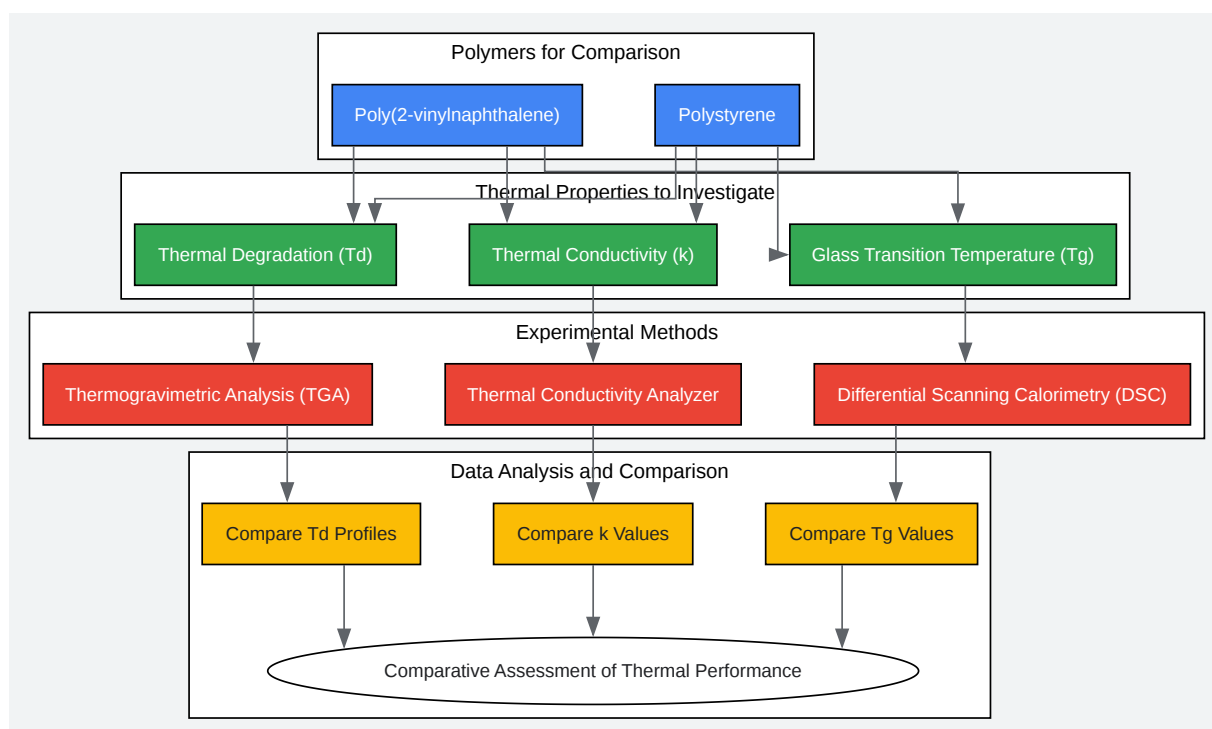 Polymers for Comparison
Poly(2-vinylnaphthalene)
Polystyrene
Thermal Properties to Investigate
Thermal Degradation (Td)
Thermal Conductivity (k)
Glass Transition Temperature (Tg)
Experimental Methods
Thermogravimetric Analysis (TGA)
Thermal Conductivity Analyzer
Differential Scanning Calorimetry (DSC)
Data Analysis and Comparison
Compare Td Profiles
Compare k Values
Compare Tg Values
Comparative Assessment of Thermal Performance